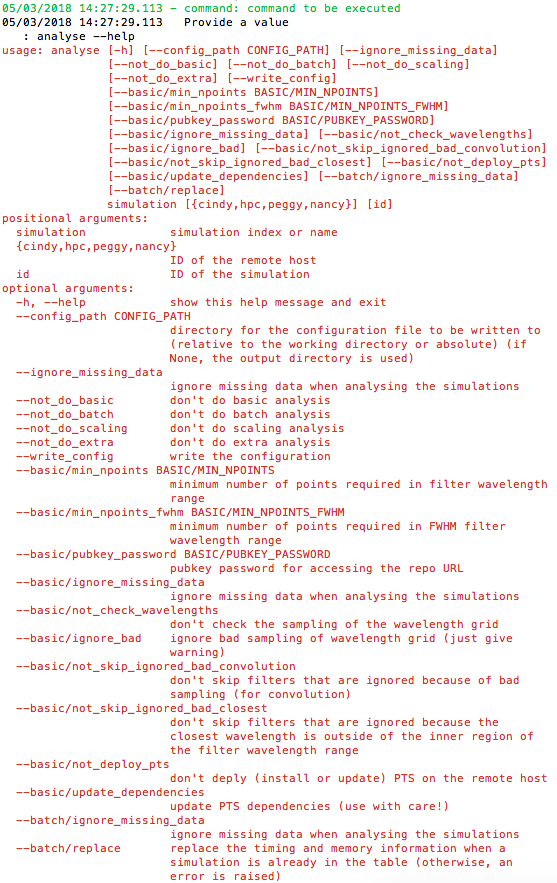 05/03/2018 14:27:29.113 - command: command to be executed
05/03/2018 14:27:29.113   Provide a value
   : analyse --help
usage: analyse [-h] [--config_path CONFIG_PATH] [--ignore_missing_data]
               [--not_do_basic] [--not_do_batch] [--not_do_scaling]
               [--not_do_extra] [--write_config]
               [--basic/min_npoints BASIC/MIN_NPOINTS]
               [--basic/min_npoints_fwhm BASIC/MIN_NPOINTS_FWHM]
               [--basic/pubkey_password BASIC/PUBKEY_PASSWORD]
               [--basic/ignore_missing_data] [--basic/not_check_wavelengths]
               [--basic/ignore_bad] [--basic/not_skip_ignored_bad_convolution]
               [--basic/not_skip_ignored_bad_closest] [--basic/not_deploy_pts]
               [--basic/update_dependencies] [--batch/ignore_missing_data]
               [--batch/replace]
               simulation [{cindy,hpc,peggy,nancy}] [id]
positional arguments:
  simulation            simulation index or name
  {cindy,hpc,peggy,nancy}
                        ID of the remote host
  id                    ID of the simulation
optional arguments:
  -h, --help            show this help message and exit
  --config_path CONFIG_PATH
                        directory for the configuration file to be written to
                        (relative to the working directory or absolute) (if
                        None, the output directory is used)
  --ignore_missing_data
                        ignore missing data when analysing the simulations
  --not_do_basic        don't do basic analysis
  --not_do_batch        don't do batch analysis
  --not_do_scaling      don't do scaling analysis
  --not_do_extra        don't do extra analysis
  --write_config        write the configuration
  --basic/min_npoints BASIC/MIN_NPOINTS
                        minimum number of points required in filter wavelength
                        range
  --basic/min_npoints_fwhm BASIC/MIN_NPOINTS_FWHM
                        minimum number of points required in FWHM filter
                        wavelength range
  --basic/pubkey_password BASIC/PUBKEY_PASSWORD
                        pubkey password for accessing the repo URL
  --basic/ignore_missing_data
                        ignore missing data when analysing the simulations
  --basic/not_check_wavelengths
                        don't check the sampling of the wavelength grid
  --basic/ignore_bad    ignore bad sampling of wavelength grid (just give
                        warning)
  --basic/not_skip_ignored_bad_convolution
                        don't skip filters that are ignored because of bad
                        sampling (for convolution)
  --basic/not_skip_ignored_bad_closest
                        don't skip filters that are ignored because the
                        closest wavelength is outside of the inner region of
                        the filter wavelength range
  --basic/not_deploy_pts
                        don't deply (install or update) PTS on the remote host
  --basic/update_dependencies
                        update PTS dependencies (use with care!)
  --batch/ignore_missing_data
                        ignore missing data when analysing the simulations
  --batch/replace       replace the timing and memory information when a
                        simulation is already in the table (otherwise, an
                        error is raised)